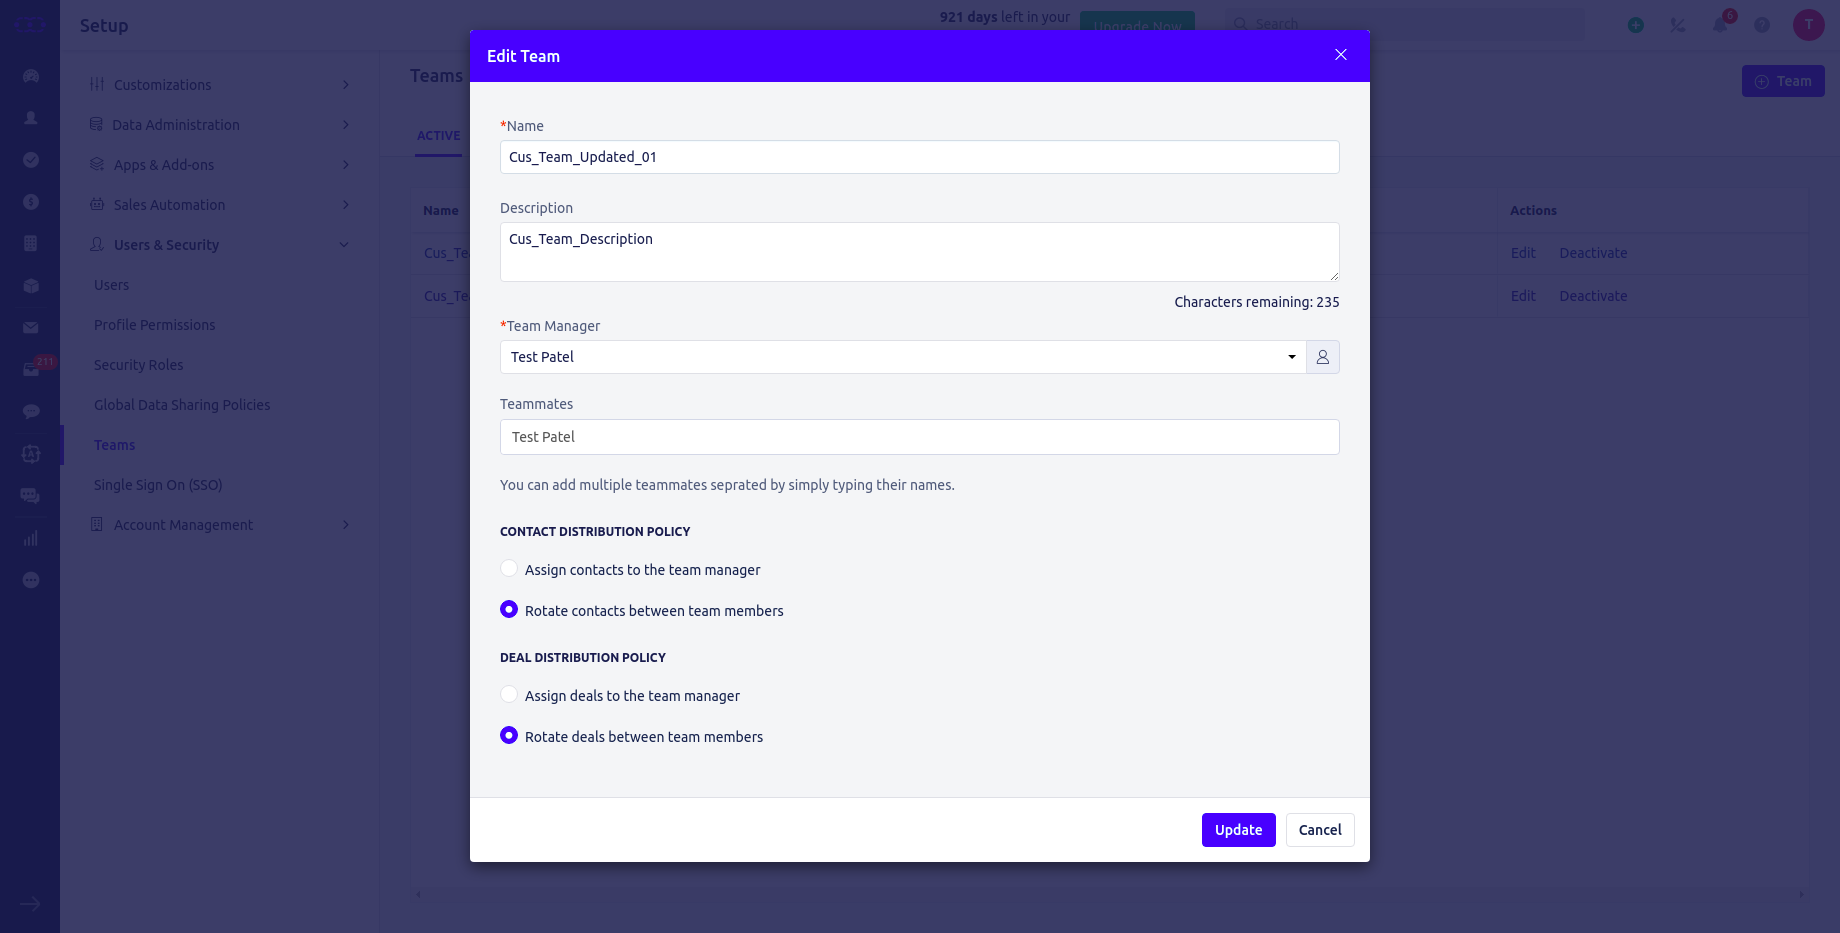 Setup
921 days left in your
Upgrade Now
Search
6
T
Customizations
Data Administration
Apps & Add-ons
Sales Automation
Users & Security
Users
Profile Permissions
Security Roles
Global Data Sharing Policies
Teams
Single Sign On (SSO)
Account Management
211
Teams
Team
ACTIVE
Name
Actions
Cus_Te
Edit Deactivate
Cus_Te
Edit Deactivate
Edit Team
*Name
Cus_Team_Updated_01
Description
Cus_Team_Description
Characters remaining: 235
*Team Manager
Test Patel
Teammates
Test Patel
You can add multiple teammates seprated by simply typing their names.
CONTACT DISTRIBUTION POLICY
Assign contacts to the team manager
Rotate contacts between team members
DEAL DISTRIBUTION POLICY
Assign deals to the team manager
Rotate deals between team members
Update Cancel